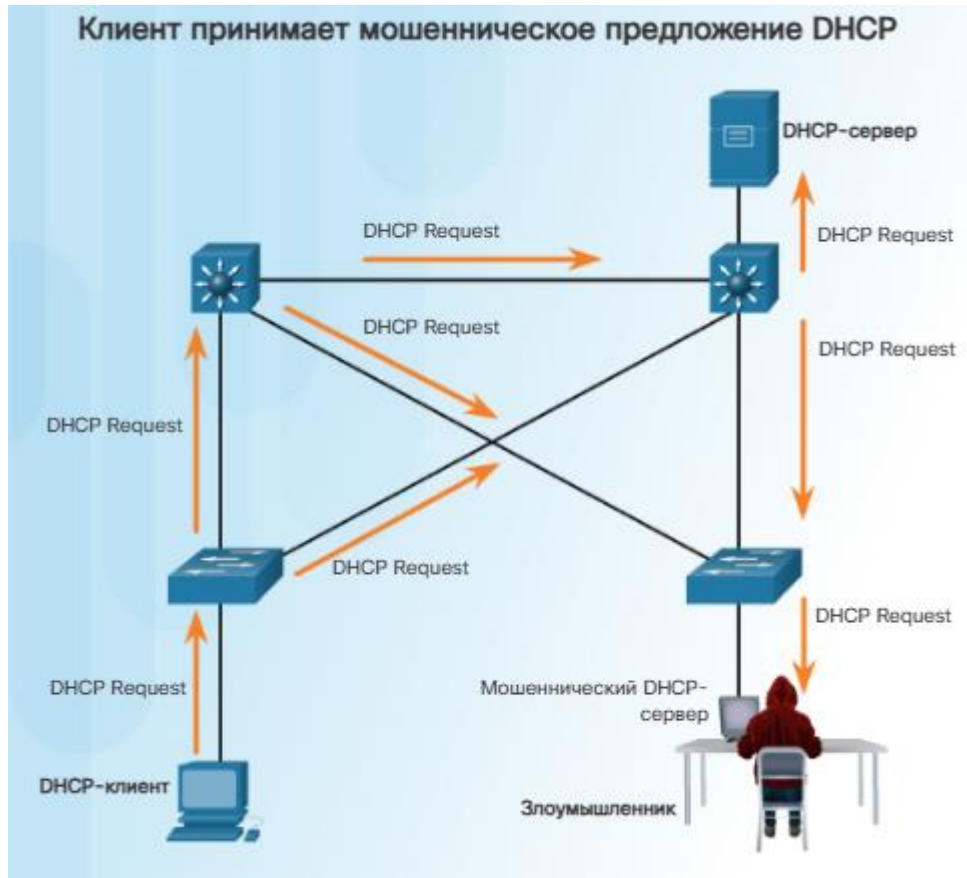 Клиент принимает мошенническое предложение DHCP
DHCP-сервер
DHCP Request
DHCP Request
DHCP Request
DHCP Request
DHCP Request
DHCP Request
DHCP Request
DHCP Request
Мошеннический DHCP-
сервер
DHCP-клиент
Злоумышленник